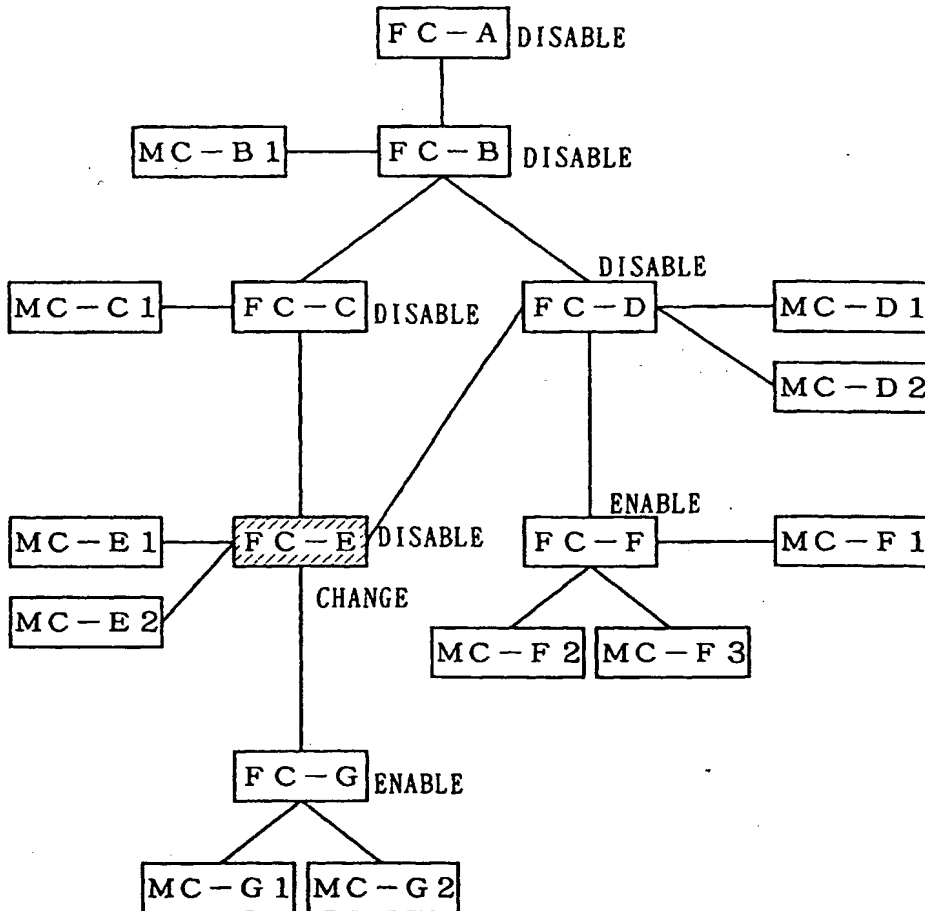 FC-A DISABLE
MC-B1 FC-B DISABLE
DISABLE
MC-C1 FC-C DISABLE FC-D MC-D1
MC-D2
ENABLE
MC-E1 FC-E DISABLE FC-F MC-F1
CHANGE
MC-E2
MC-F2 MC-F3
FC-G ENABLE
MC-G1 MC-G2